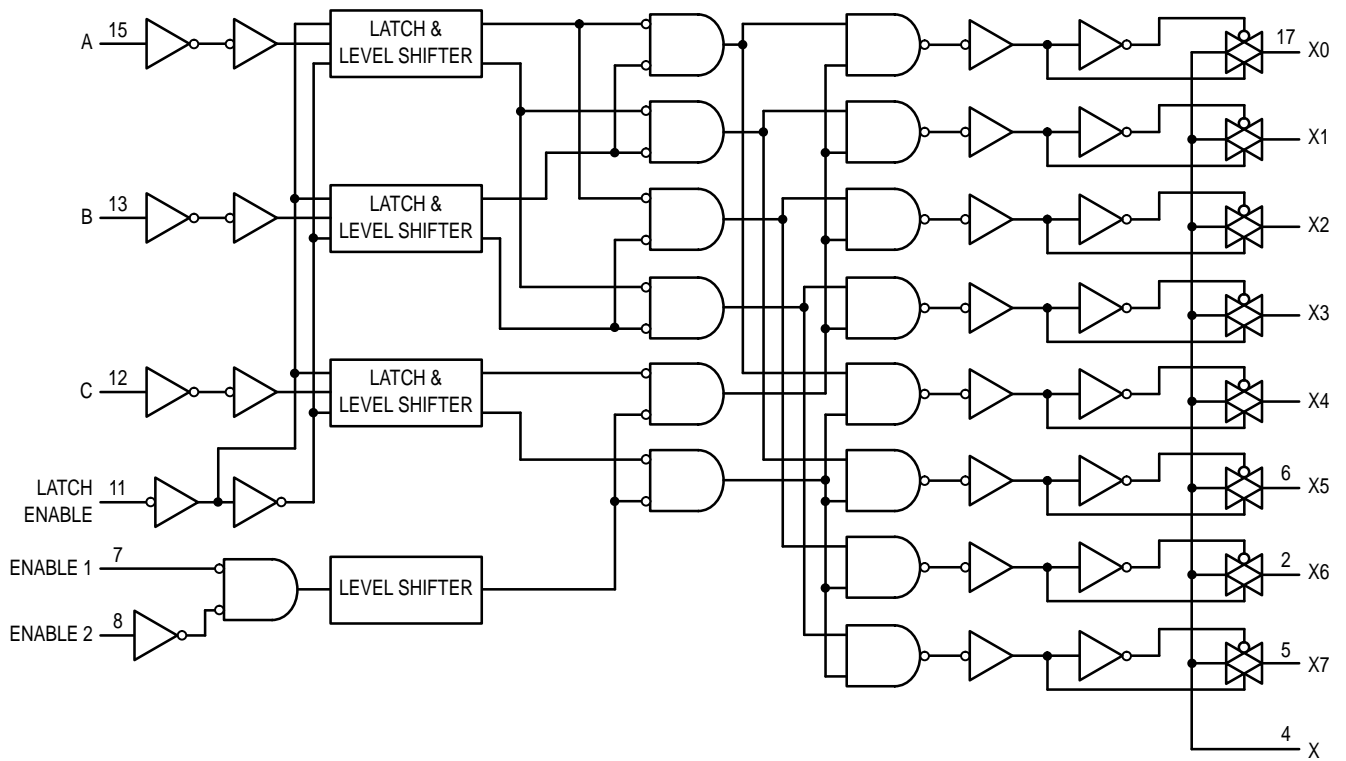 A 15
LATCH &
LEVEL SHIFTER
17 X0
X1
B 13
LATCH &
LEVEL SHIFTER
X2
X3
C 12
LATCH &
LEVEL SHIFTER
X4
LATCH 11
ENABLE
6 X5
ENABLE 1 7
LEVEL SHIFTER
2 X6
ENABLE 2 8
5 X7
4 X